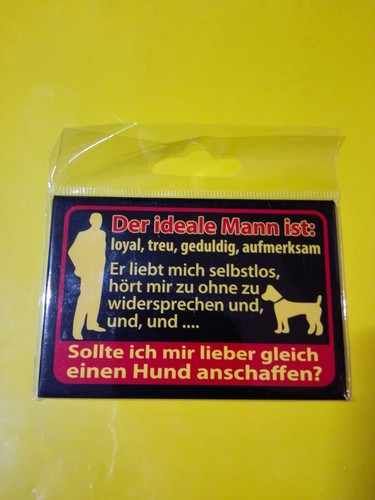 Der ideale Mann ist:
loyal, treu, geduldig, aufmerksam
Er liebt mich selbstlos,
hört mir zu ohne zu
widersprechen und,
und, und ....
Sollte ich mir lieber gleich
einen Hund anschaffen?